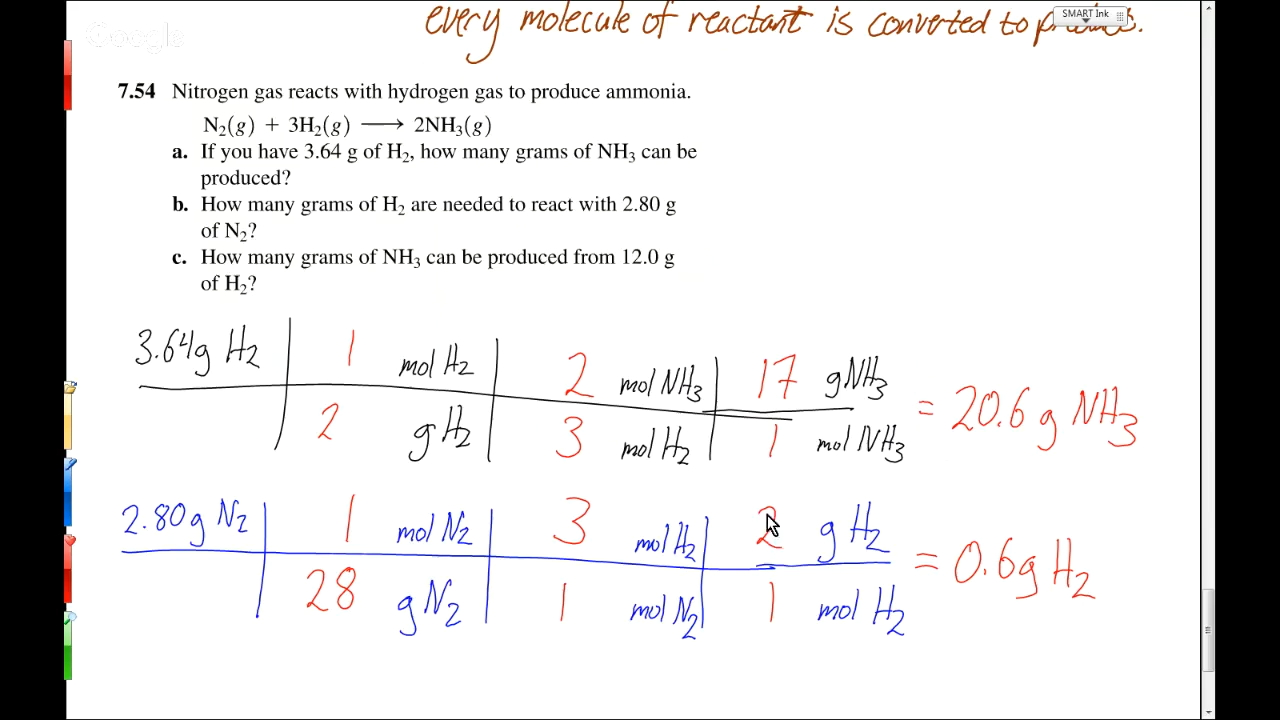 every molecule of reactant is converted to
SMART Ink
Google
7.54 Nitrogen gas reacts with hydrogen gas to produce ammonia.
N₂(g) + 3H₂(g) ⟶ 2NH₃(g)
a. If you have 3.64 g of H₂, how many grams of NH₃ can be
produced?
b. How many grams of H₂ are needed to react with 2.80 g
of N₂?
c. How many grams of NH₃ can be produced from 12.0 g
of H₂?
3.64g H₂ 1 mol H₂ 2 mol NH₃ 17 gNH₃ = 20.6 g NH₃
2 g H₂ 3 mol H₂ 1 mol NH₃
2.80g N₂ 1 mol N₂ 3 mol H₂ 2 g H₂ = 0.6g H₂
28 g N₂ 1 mol N₂ 1 mol H₂